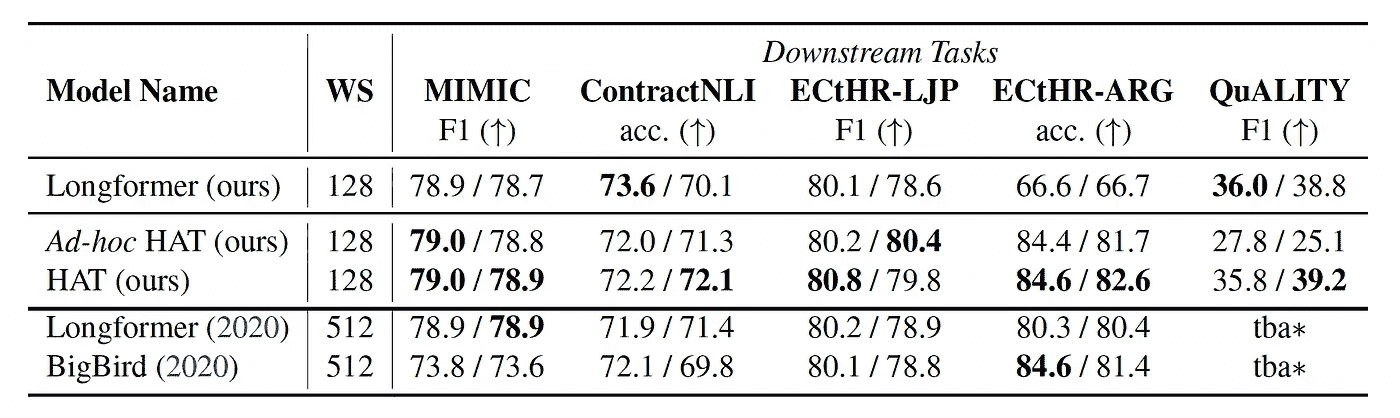 Downstream Tasks
Model Name WS MIMIC ContractNLI ECtHR-LJP ECtHR-ARG QuALITY
F1 (↑) acc. (↑) F1 (↑) acc. (↑) F1 (↑)
Longformer (ours) 128 78.9 / 78.7 73.6 / 70.1 80.1 / 78.6 66.6 / 66.7 36.0 / 38.8
Ad-hoc HAT (ours) 128 79.0 / 78.8 72.0 / 71.3 80.2 / 80.4 84.4 / 81.7 27.8 / 25.1
HAT (ours) 128 79.0 / 78.9 72.2 / 72.1 80.8 / 79.8 84.6 / 82.6 35.8 / 39.2
Longformer (2020) 512 78.9 / 78.9 71.9 / 71.4 80.2 / 78.9 80.3 / 80.4 tba∗
BigBird (2020) 512 73.8 / 73.6 72.1 / 69.8 80.1 / 78.8 84.6 / 81.4 tba∗